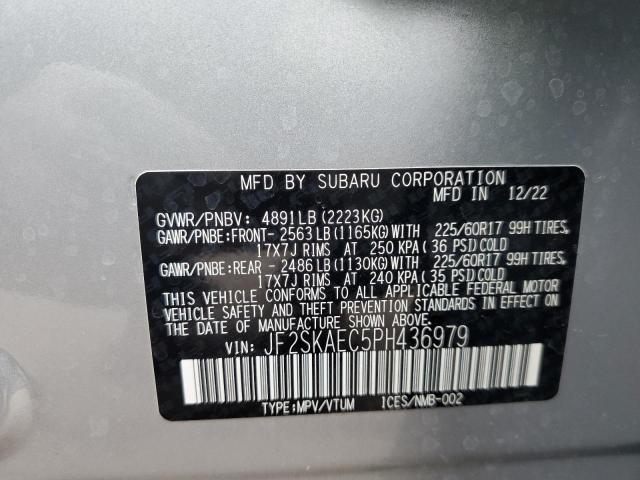 MFD BY SUBARU CORPORATION
MFD IN 12/22
GVWR/PNBV: 4891LB(2223KG)
GAWR/PNBE:FRONT- 2563LB(1165KG)WITH 225/60R17 99H TIRES,
17X7J RIMS AT 250 KPA(36 PSI)COLD
GAWR/PNBE:REAR - 2486LB(1130KG)WITH 225/60R17 99H TIRES,
17X7J RIMS AT 240 KPA(35 PSI)COLD
THIS VEHICLE CONFORMS TO ALL APPLICABLE FEDERAL MOTOR
VEHICLE SAFETY AND THEFT PREVENTION STANDARDS IN EFFECT ON
THE DATE OF MANUFACTURE SHOWN ABOVE.
VIN: JF2SKAEC5PH436979
TYPE:MPV/VTUM ICES/NMB-002